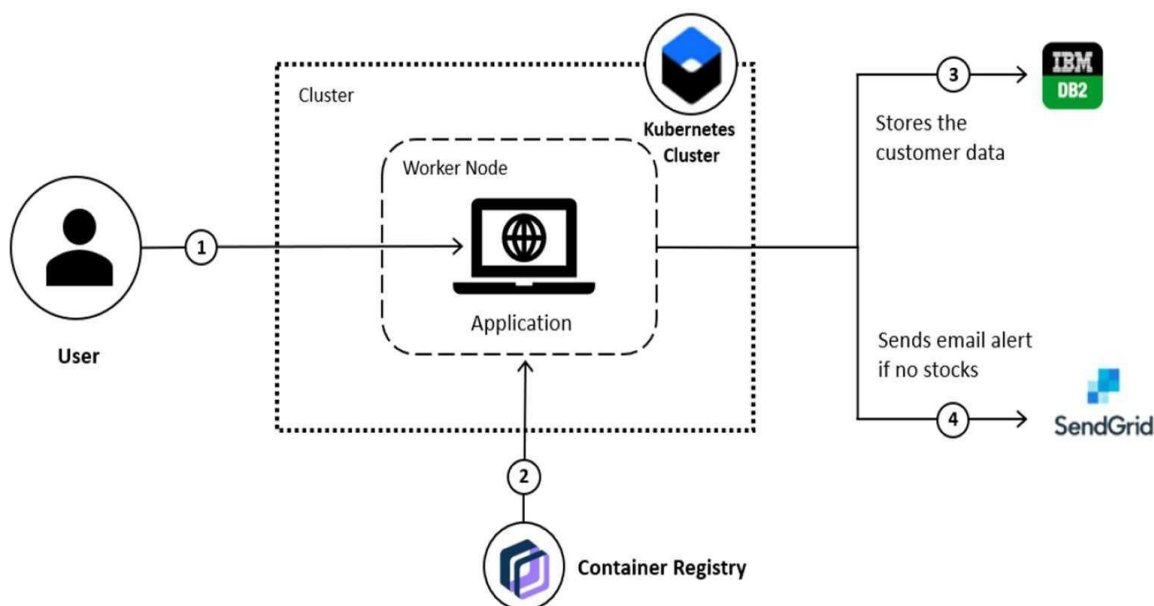 Cluster
Kubernetes
Cluster
Worker Node
Application
User
1
2
Container Registry
3
IBM
DB2
Stores the
customer data
Sends email alert
if no stocks
4
SendGrid